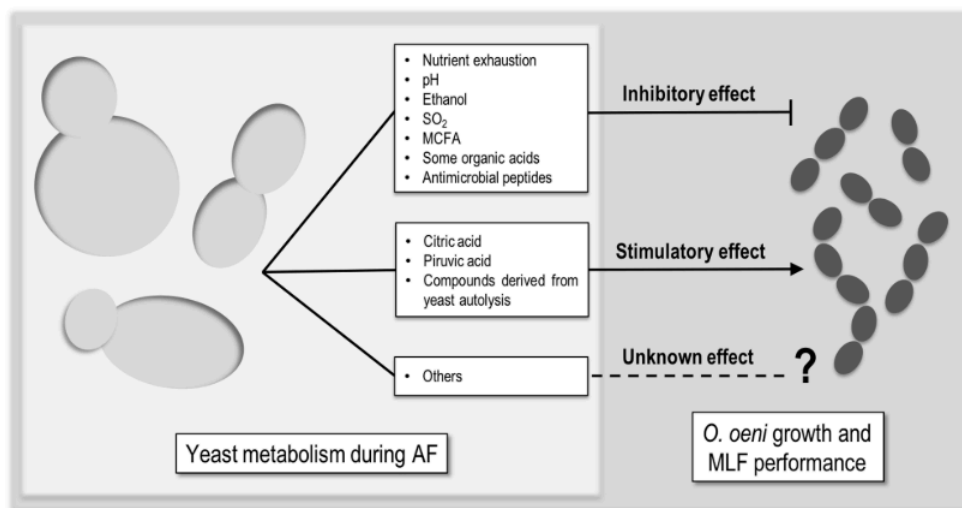 • Nutrient exhaustion
• pH
• Ethanol
• SO₂
• MCFA
• Some organic acids
• Antimicrobial peptides
Inhibitory effect
• Citric acid
• Piruvic acid
• Compounds derived from
yeast autolysis
Stimulatory effect
• Others
Unknown effect
?
Yeast metabolism during AF
O. oeni growth and
MLF performance